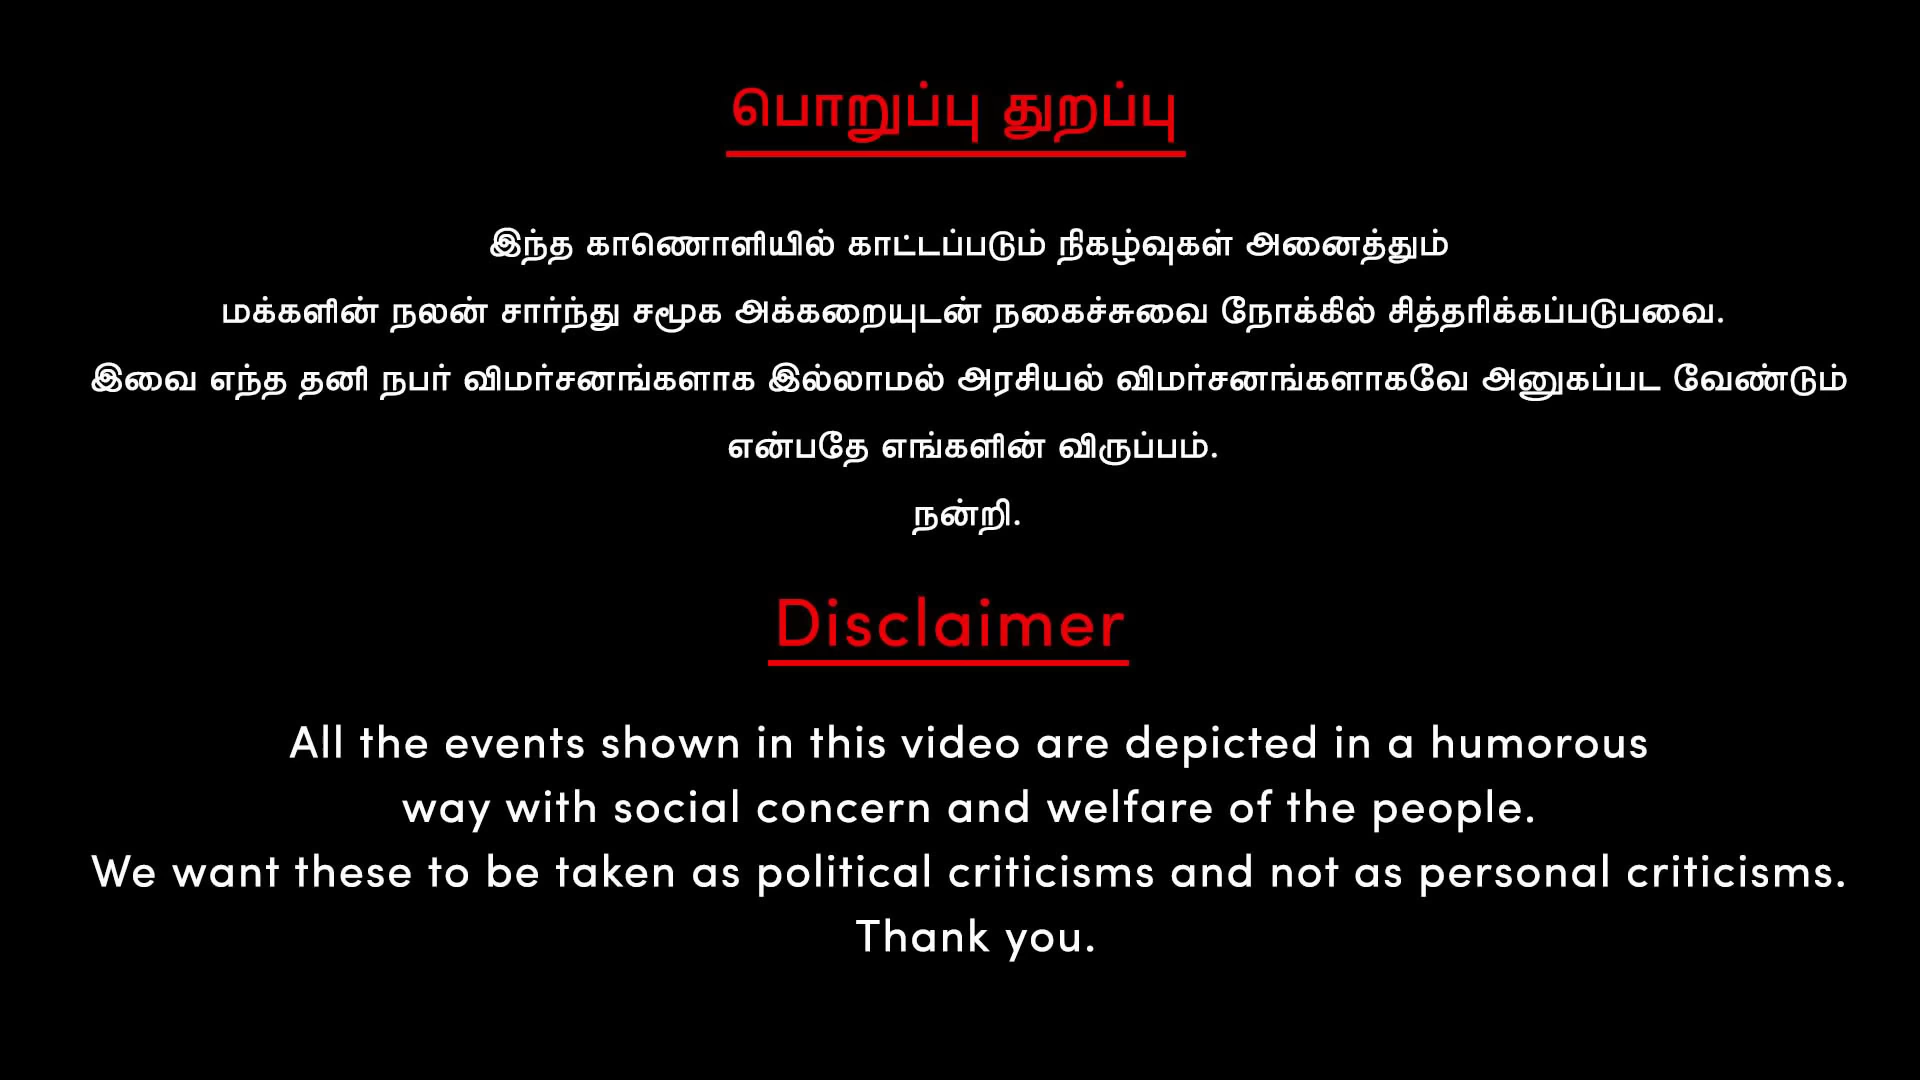 பொறுப்பு துறப்பு
இந்த காணொளியில் காட்டப்படும் நிகழ்வுகள் அனைத்தும்
மக்களின் நலன் சார்ந்து சமூக அக்கறையுடன் நகைச்சுவை நோக்கில் சித்தரிக்கப்படுபவை.
இவை எந்த தனி நபர் விமர்சனங்களாக இல்லாமல் அரசியல் விமர்சனங்களாகவே அனுகப்பட வேண்டும்
என்பதே எங்களின் விருப்பம்.
நன்றி.
Disclaimer
All the events shown in this video are depicted in a humorous
way with social concern and welfare of the people.
We want these to be taken as political criticisms and not as personal criticisms.
Thank you.